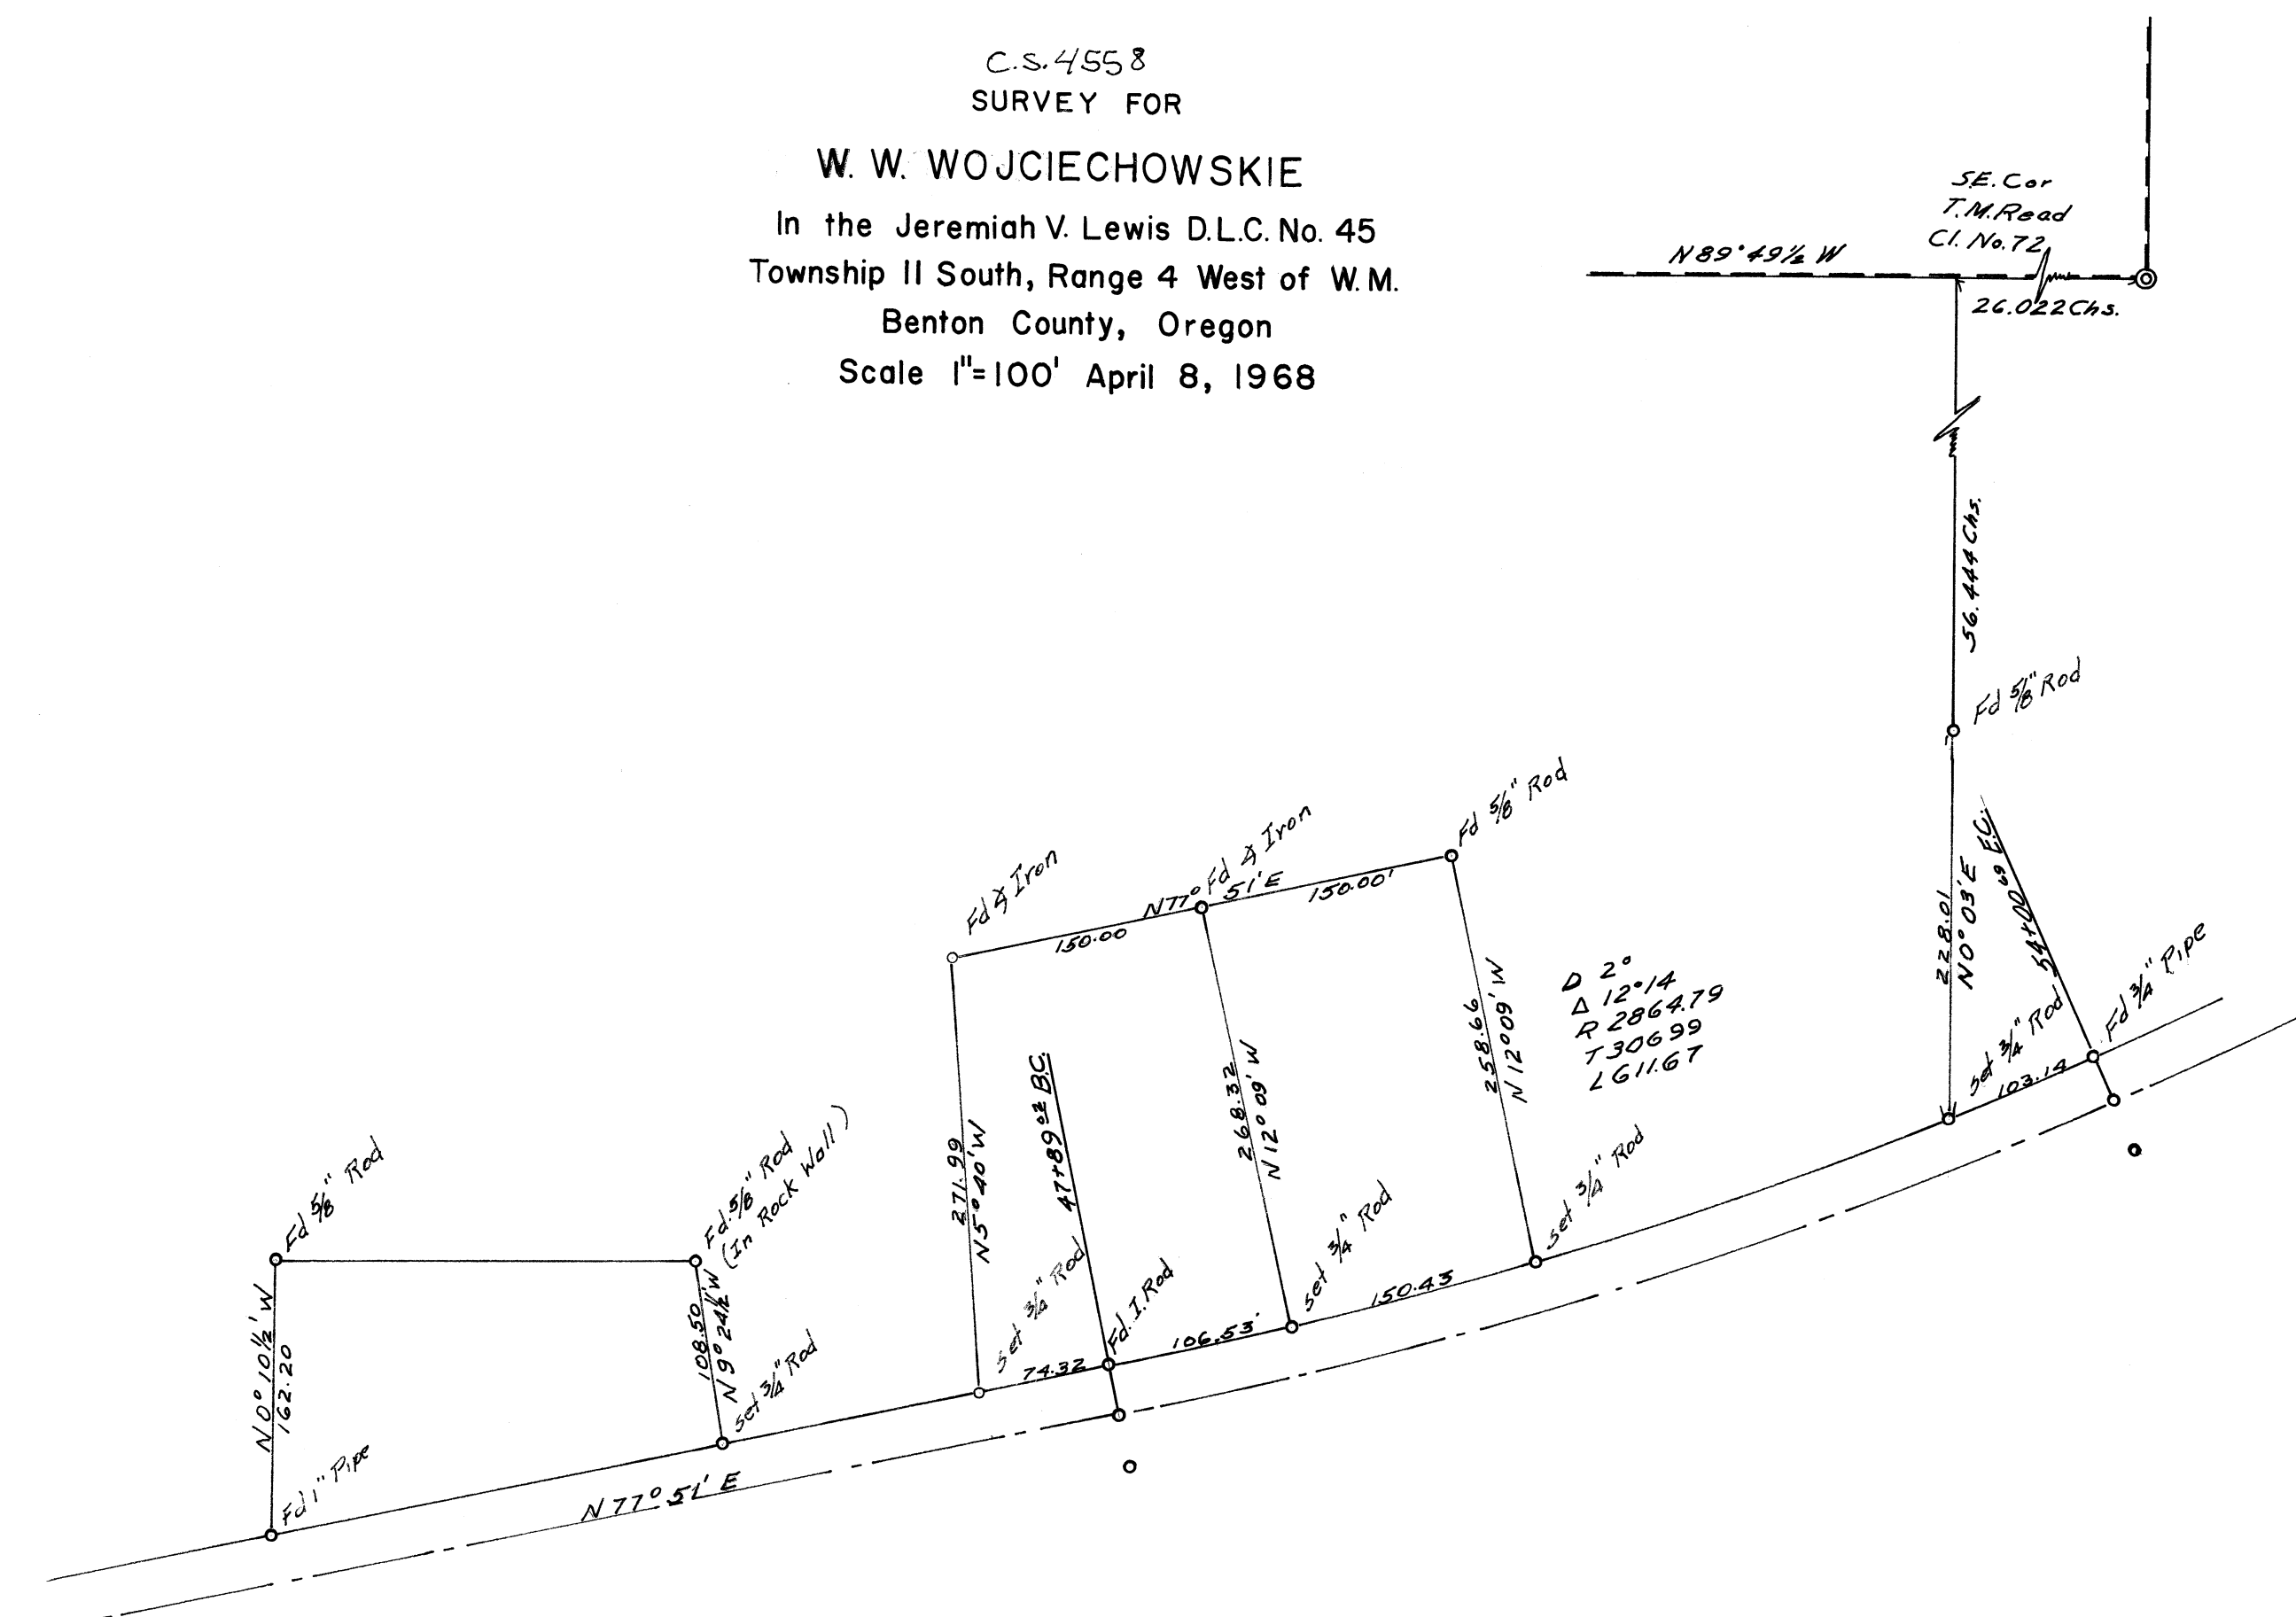 C.S. 4558
SURVEY FOR
W. W. WOJCIECHOWSKIE
In the Jeremiah V. Lewis D.L.C. No. 45
Township 11 South, Range 4 West of W.M.
Benton County, Oregon
Scale 1"=100' April 8, 1968
S.E. Cor
T.M. Read
Cl. No. 72
N 89° 49½ W
26.022 Chs.
56.444 Chs.
Fd 5/8" Rod
228.01
N 0° 03' E
54+00 69 E.C.
Fd 3/4" Pipe
set 3/4" Rod
103.14
Fd 5/8" Rod
Fd Iron
Fd Iron
N 77° 51' E
150.00
150.00'
D 2°
Δ 12° 14
R 2864.79
T 306 99
L 611.67
258.66
N 12° 09' W
268.32
N 12° 09' W
271.99
N 5° 40' W
47+89 02 B.C.
set 3/4" Rod
set 3/4" Rod
set 3/4" Rod
Fd. I. Rod
74.32
106.53'
150.43
Fd 5/8" Rod
Fd. 5/8" Rod
(In Rock Wall)
N 0° 10½' W
162.20
108.50
N 9° 24½' W
set 3/4" Rod
Fd 1" Pipe
N 77° 51' E